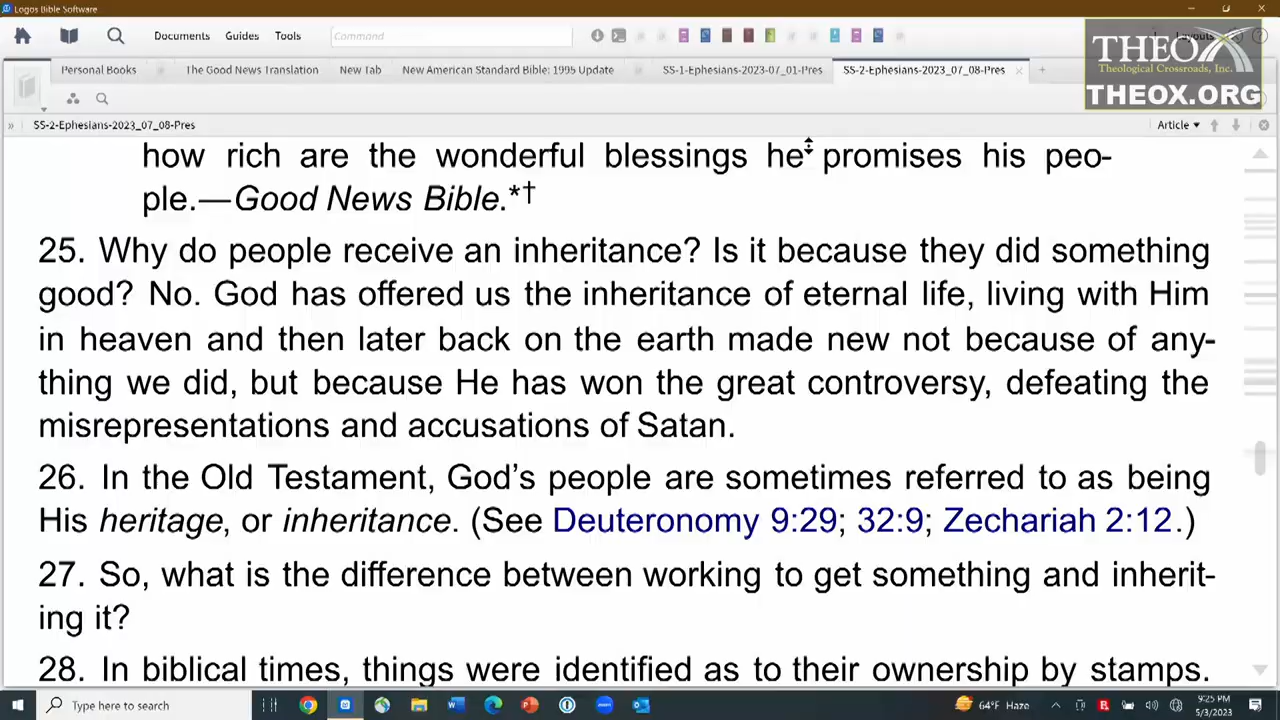 Logos Bible Software
Documents Guides Tools Command Layouts
THEOX
Theological Crossroads, Inc.
THEOX.ORG
Personal Books The Good News Translation New Tab SS-1-Ephesians-2023-07_01-Pres SS-2-Ephesians-2023_07_08-Pres
SS-2-Ephesians-2023_07_08-Pres Article
how rich are the wonderful blessings he promises his peo-
ple.—Good News Bible.*†
25. Why do people receive an inheritance? Is it because they did something
good? No. God has offered us the inheritance of eternal life, living with Him
in heaven and then later back on the earth made new not because of any-
thing we did, but because He has won the great controversy, defeating the
misrepresentations and accusations of Satan.
26. In the Old Testament, God's people are sometimes referred to as being
His heritage, or inheritance. (See Deuteronomy 9:29; 32:9; Zechariah 2:12.)
27. So, what is the difference between working to get something and inherit-
ing it?
28. In biblical times, things were identified as to their ownership by stamps.
Type here to search 64°F Haze 9:25 PM
5/3/2023